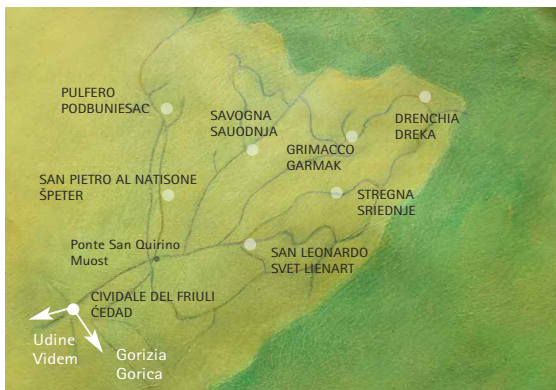 PULFERO
PODBUNIESAC
SAVOGNA
SAUODNJA
DRENCHIA
DREKA
GRIMACCO
GARMAK
SAN PIETRO AL NATISONE
ŠPETER
STREGNA
SRIEDNJE
Ponte San Quirino
Muost
SAN LEONARDO
SVET LIENART
CIVIDALE DEL FRIULI
ĆEDAD
Udine
Videm
Gorizia
Gorica